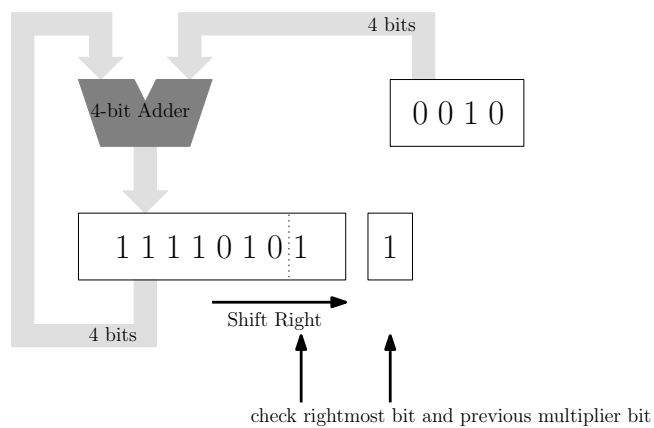 4 bits
4-bit Adder
0 0 1 0
1 1 1 1 0 1 0 1
1
Shift Right
4 bits
check rightmost bit and previous multiplier bit